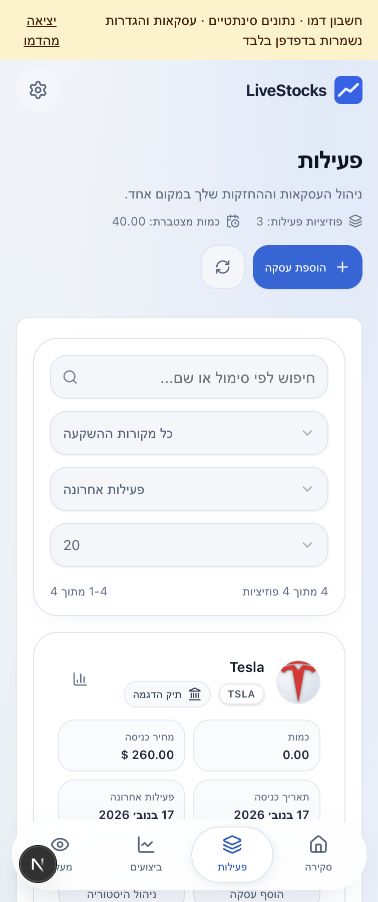 חשבון דמו · נתונים סינתטיים · עסקאות והגדרות
נשמרות בדפדפן בלבד
יציאה
מהדמו
LiveStocks
פעילות
ניהול העסקאות וההחזקות שלך במקום אחד.
פוזיציות פעילות: 3
כמות מצטברת: 40.00
הוספת עסקה
חיפוש לפי סימול או שם...
כל מקורות ההשקעה
פעילות אחרונה
20
4 מתוך 4 פוזיציות
1-4 מתוך 4
Tesla
TSLA
תיק הדגמה
כמות
0.00
מחיר כניסה
$ 260.00
תאריך כניסה
17 בנוב׳ 2026
פעילות אחרונה
17 בנוב׳ 2026
סקירה
פעילות
ביצועים
N
הוסף עסקה
ניהול היסטוריה